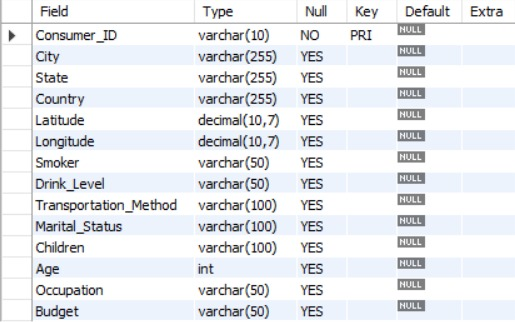 Field Type Null Key Default Extra
Consumer_ID varchar(10) NO PRI NULL
City varchar(255) YES NULL
State varchar(255) YES NULL
Country varchar(255) YES NULL
Latitude decimal(10,7) YES NULL
Longitude decimal(10,7) YES NULL
Smoker varchar(50) YES NULL
Drink_Level varchar(50) YES NULL
Transportation_Method varchar(100) YES NULL
Marital_Status varchar(100) YES NULL
Children varchar(100) YES NULL
Age int YES NULL
Occupation varchar(50) YES NULL
Budget varchar(50) YES NULL